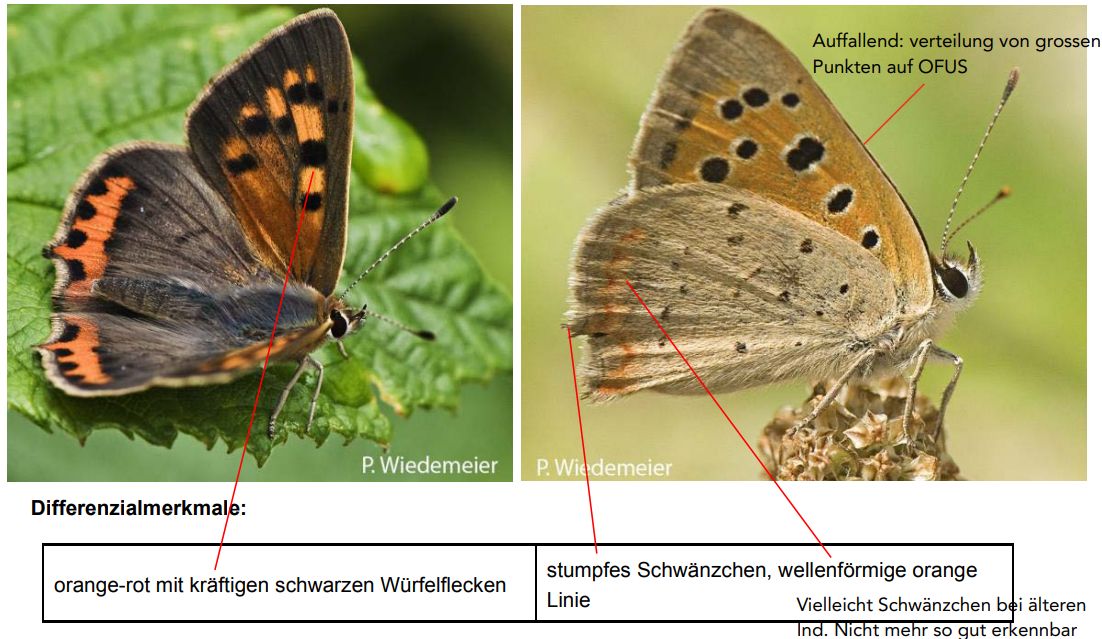 Auffallend: verteilung von grossen
Punkten auf OFUS
P. Wiedemeier
P. Wiedemeier
Differenzialmerkmale:
orange-rot mit kräftigen schwarzen Würfelflecken
stumpfes Schwänzchen, wellenförmige orange
Linie
Vielleicht Schwänzchen bei älteren
Ind. Nicht mehr so gut erkennbar